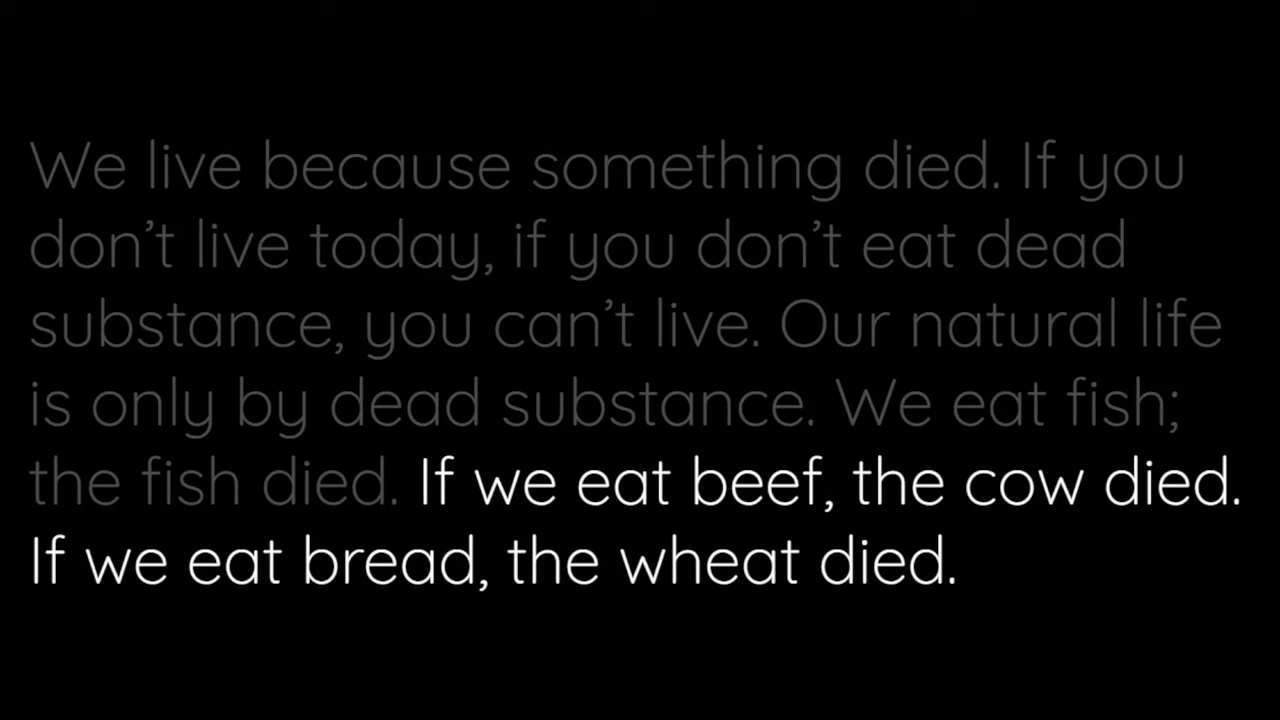 We live because something died. If you
don’t live today, if you don’t eat dead
substance, you can’t live. Our natural life
is only by dead substance. We eat fish;
the fish died. If we eat beef, the cow died.
If we eat bread, the wheat died.